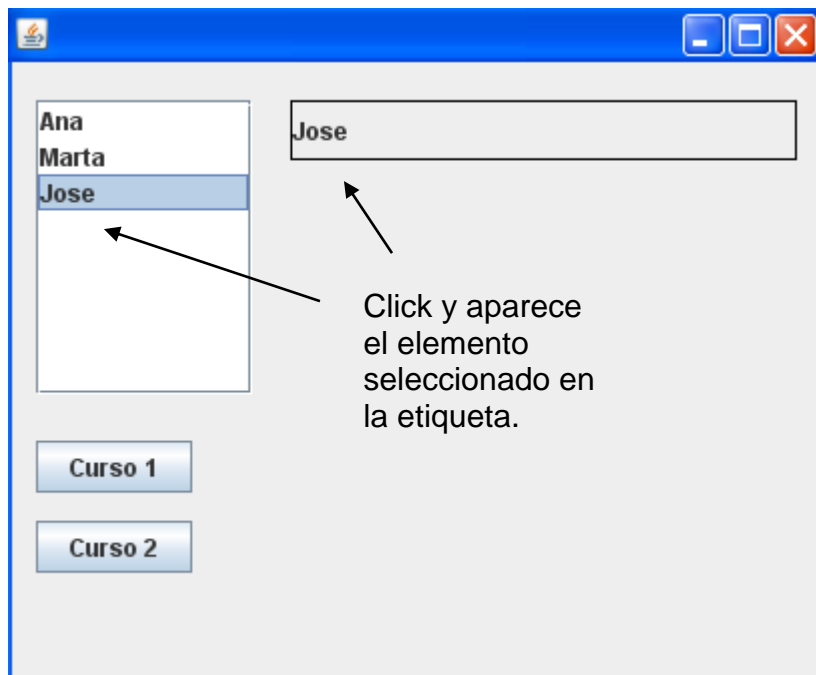 Ana
Marta
Jose
Jose
Click y aparece
el elemento
seleccionado en
la etiqueta.
Curso 1
Curso 2